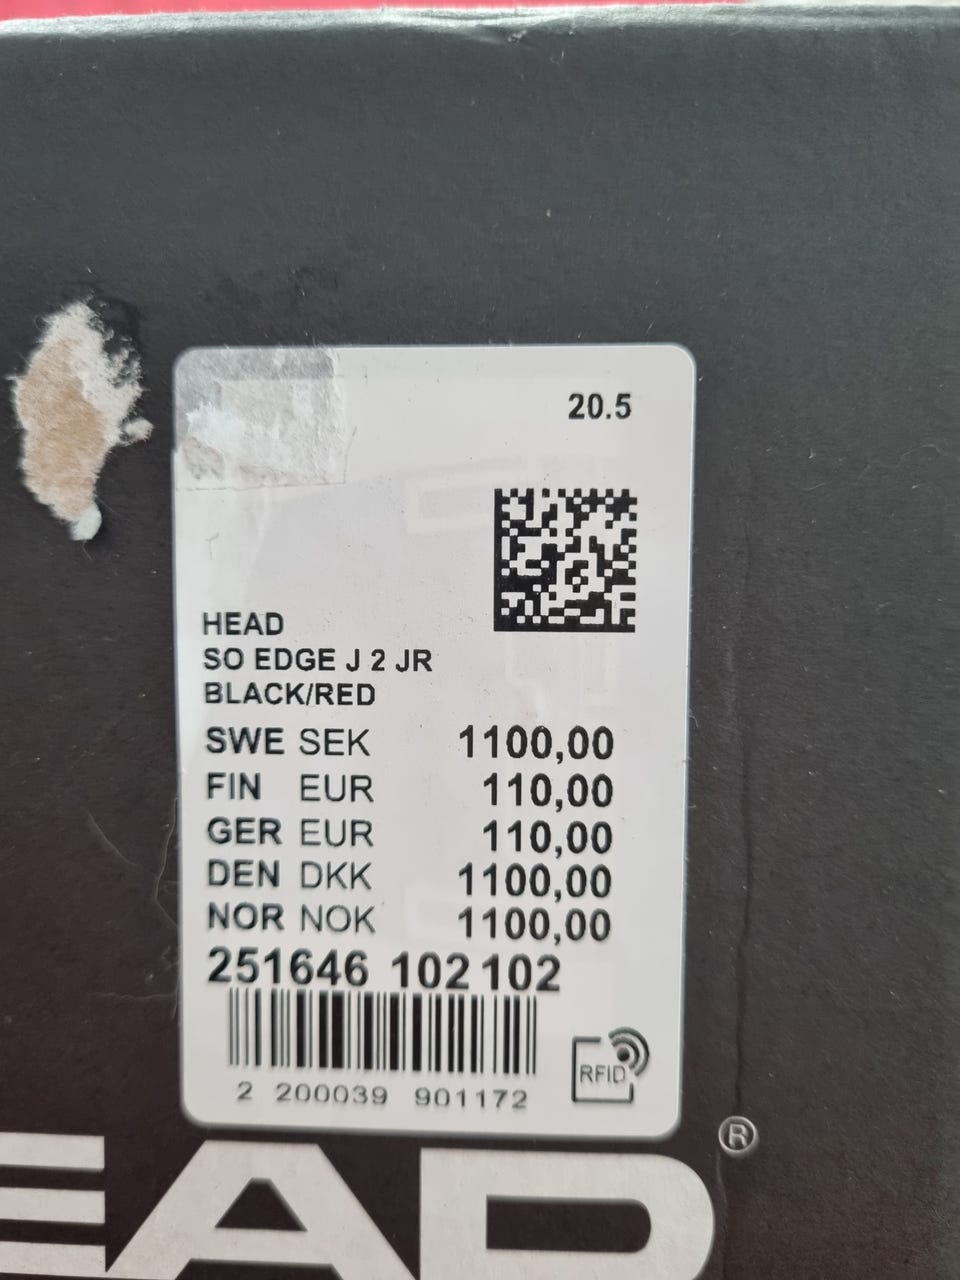 20.5
HEAD
SO EDGE J 2 JR
BLACK/RED
SWE SEK 1100,00
FIN EUR 110,00
GER EUR 110,00
DEN DKK 1100,00
NOR NOK 1100,00
251646 102 102
2 200039 901172
RFID
EAD®